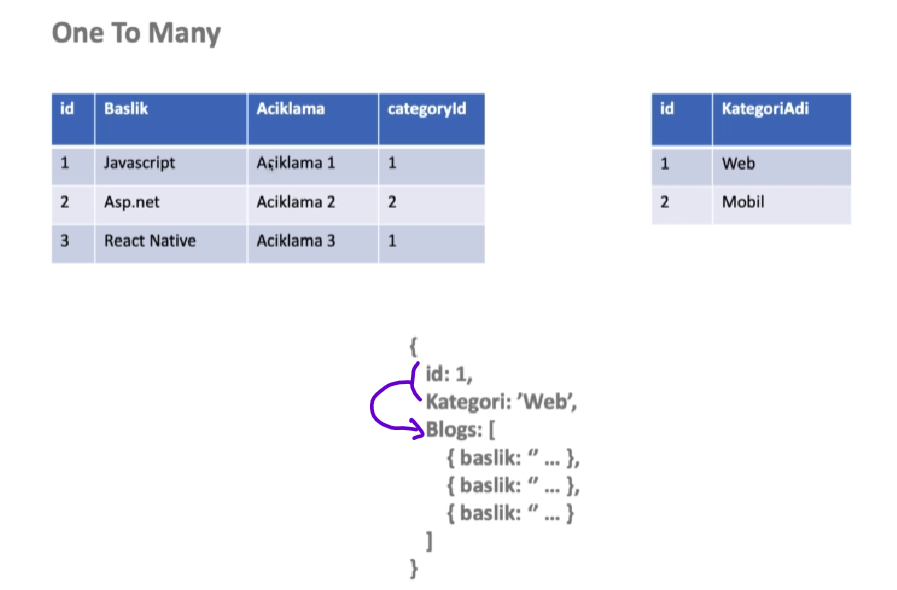 One To Many
id Baslik Aciklama categoryId
1 Javascript Açiklama 1 1
2 Asp.net Aciklama 2 2
3 React Native Aciklama 3 1
id KategoriAdi
1 Web
2 Mobil
{
id: 1,
Kategori: ’Web’,
Blogs: [
{ baslik: “ ... },
{ baslik: “ ... },
{ baslik: “ ... }
]
}